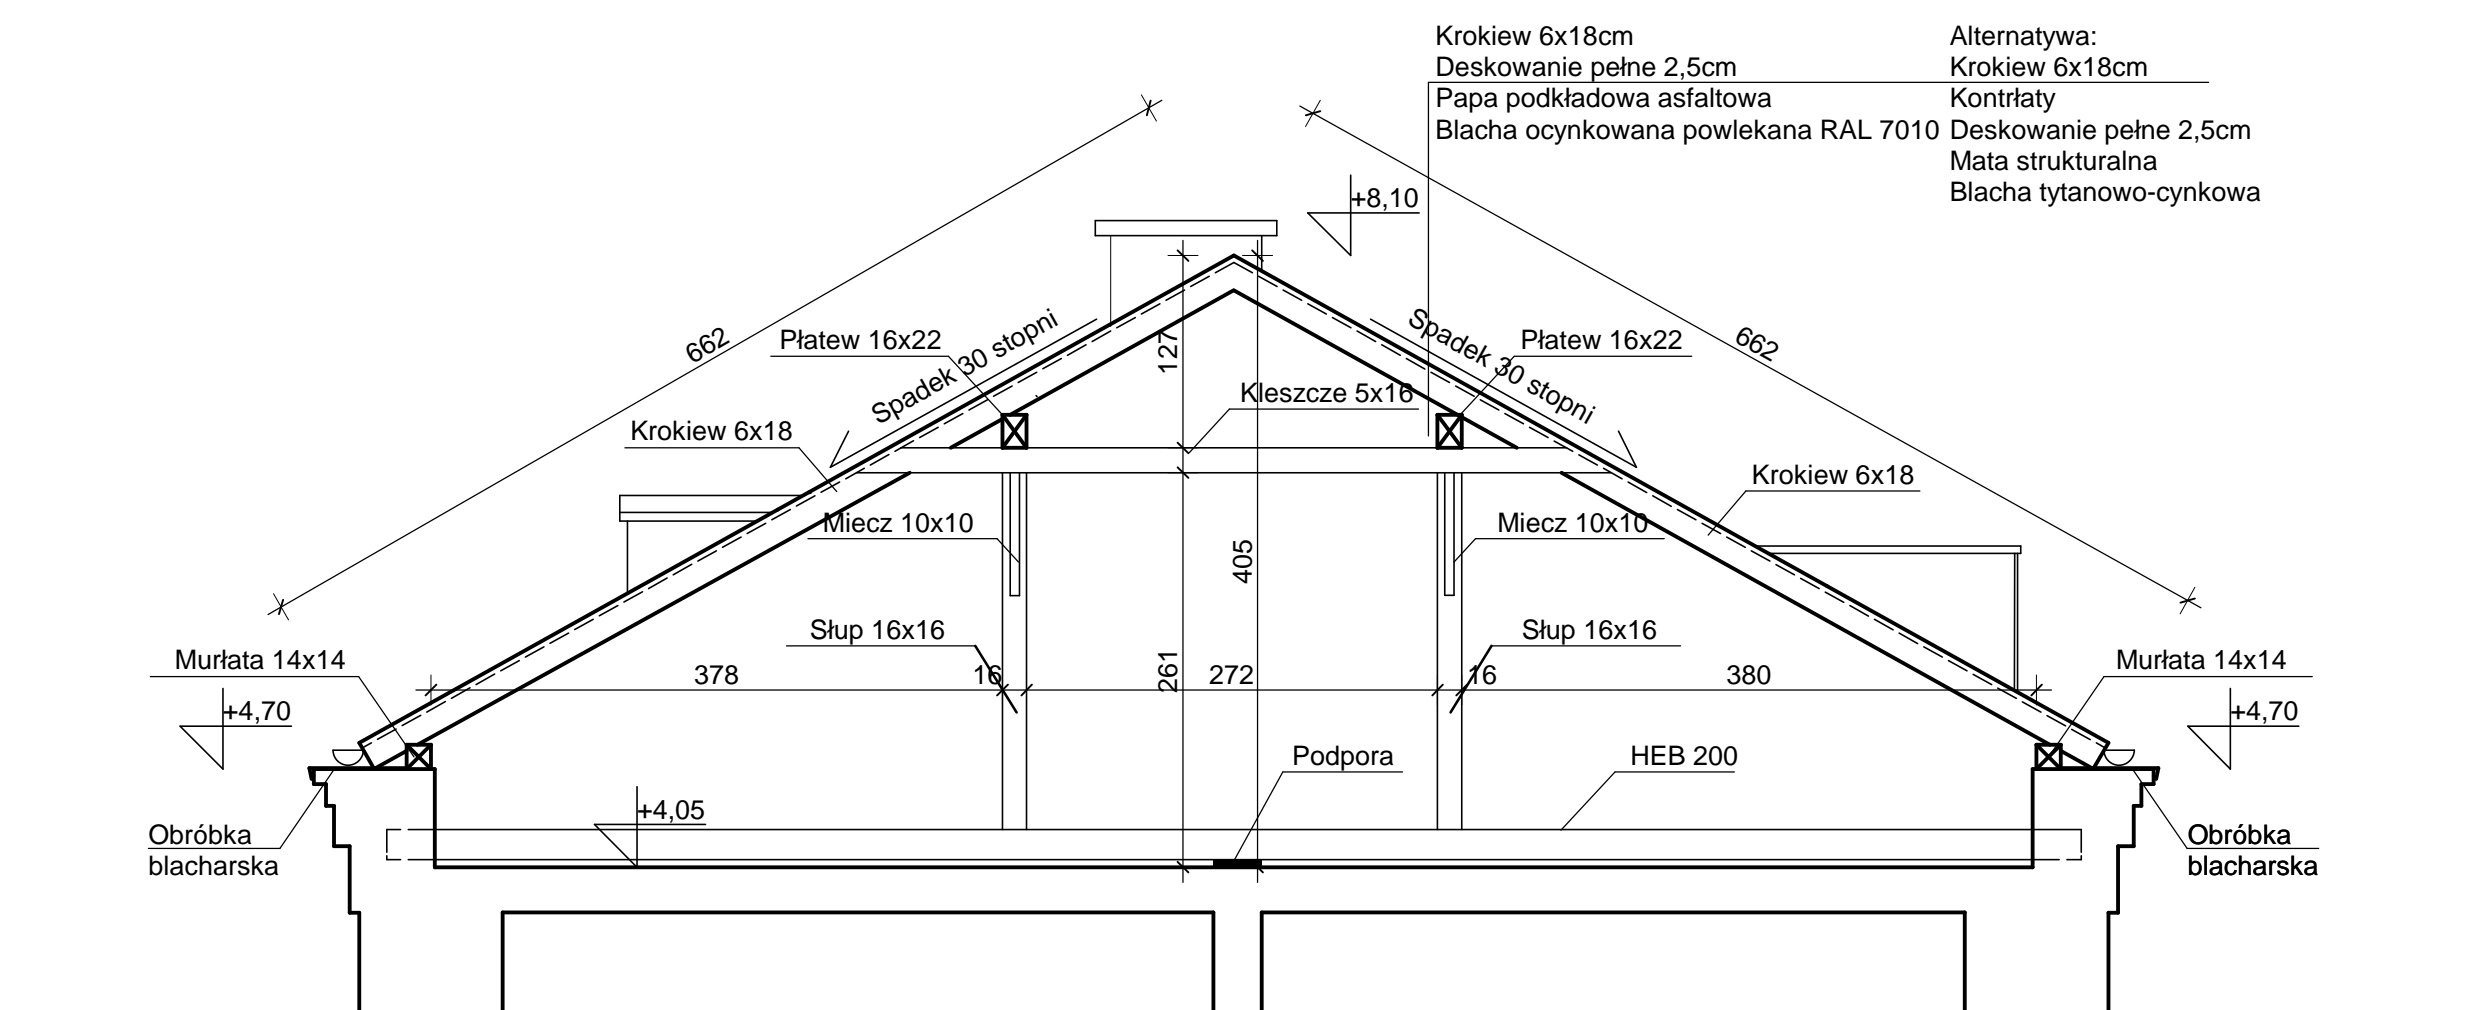 Krokiew 6x18cm
Deskowanie pełne 2,5cm
Papa podkładowa asfaltowa
Blacha ocynkowana powlekana RAL 7010
Alternatywa:
Krokiew 6x18cm
Kontrłaty
Deskowanie pełne 2,5cm
Mata strukturalna
Blacha tytanowo-cynkowa
+8,10
662
662
Płatew 16x22
Spadek 30 stopni
127
Spadek 30 stopni
Płatew 16x22
Kleszcze 5x16
Krokiew 6x18
Krokiew 6x18
Miecz 10x10
Miecz 10x10
405
Słup 16x16
Słup 16x16
Murłata 14x14
Murłata 14x14
378
16
261
272
16
380
+4,70
+4,70
Podpora
HEB 200
+4,05
Obróbka
blacharska
Obróbka
blacharska